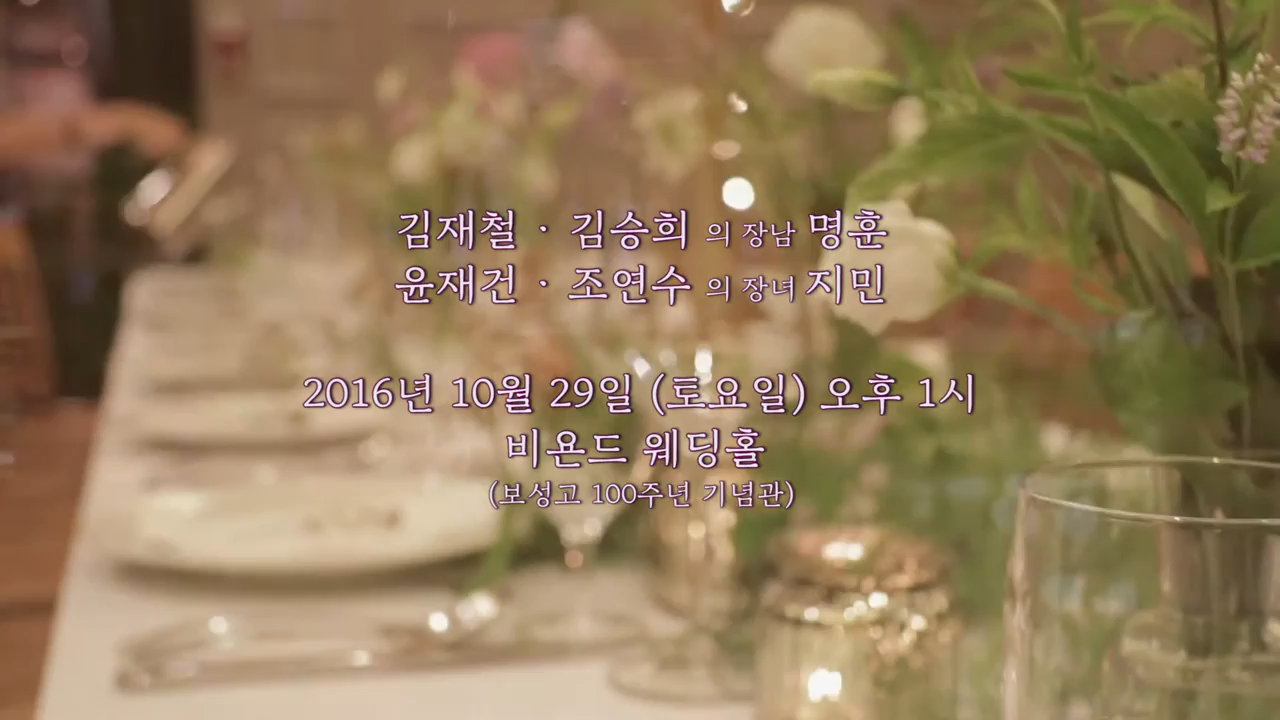 김재철 · 김승희 의 장남 명훈
윤재건 · 조연수 의 장녀 지민
2016년 10월 29일 (토요일) 오후 1시
비욘드 웨딩홀
(보성고 100주년 기념관)